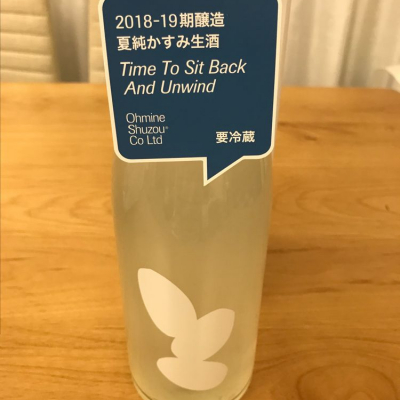 2018-19期醸造
夏純かすみ生酒
Time To Sit Back
And Unwind
Ohmine
Shuzou®
Co Ltd
要冷蔵